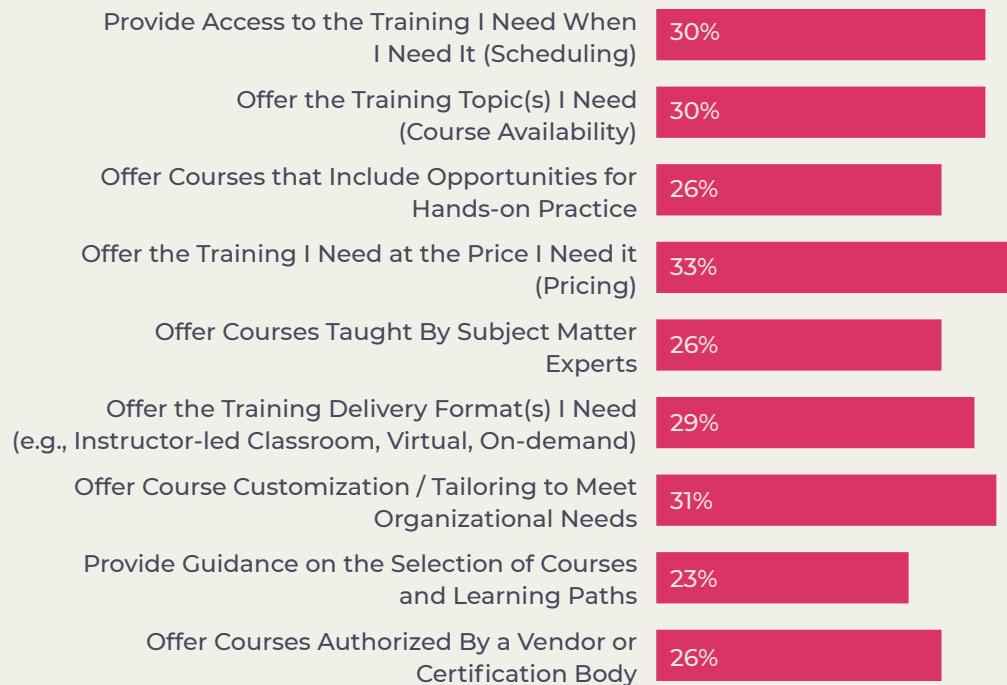 Provide Access to the Training I Need When
I Need It (Scheduling)
30%
Offer the Training Topic(s) I Need
(Course Availability)
30%
Offer Courses that Include Opportunities for
Hands-on Practice
26%
Offer the Training I Need at the Price I Need it
(Pricing)
33%
Offer Courses Taught By Subject Matter
Experts
26%
Offer the Training Delivery Format(s) I Need
(e.g., Instructor-led Classroom, Virtual, On-demand)
29%
Offer Course Customization / Tailoring to Meet
Organizational Needs
31%
Provide Guidance on the Selection of Courses
and Learning Paths
23%
Offer Courses Authorized By a Vendor or
Certification Body
26%